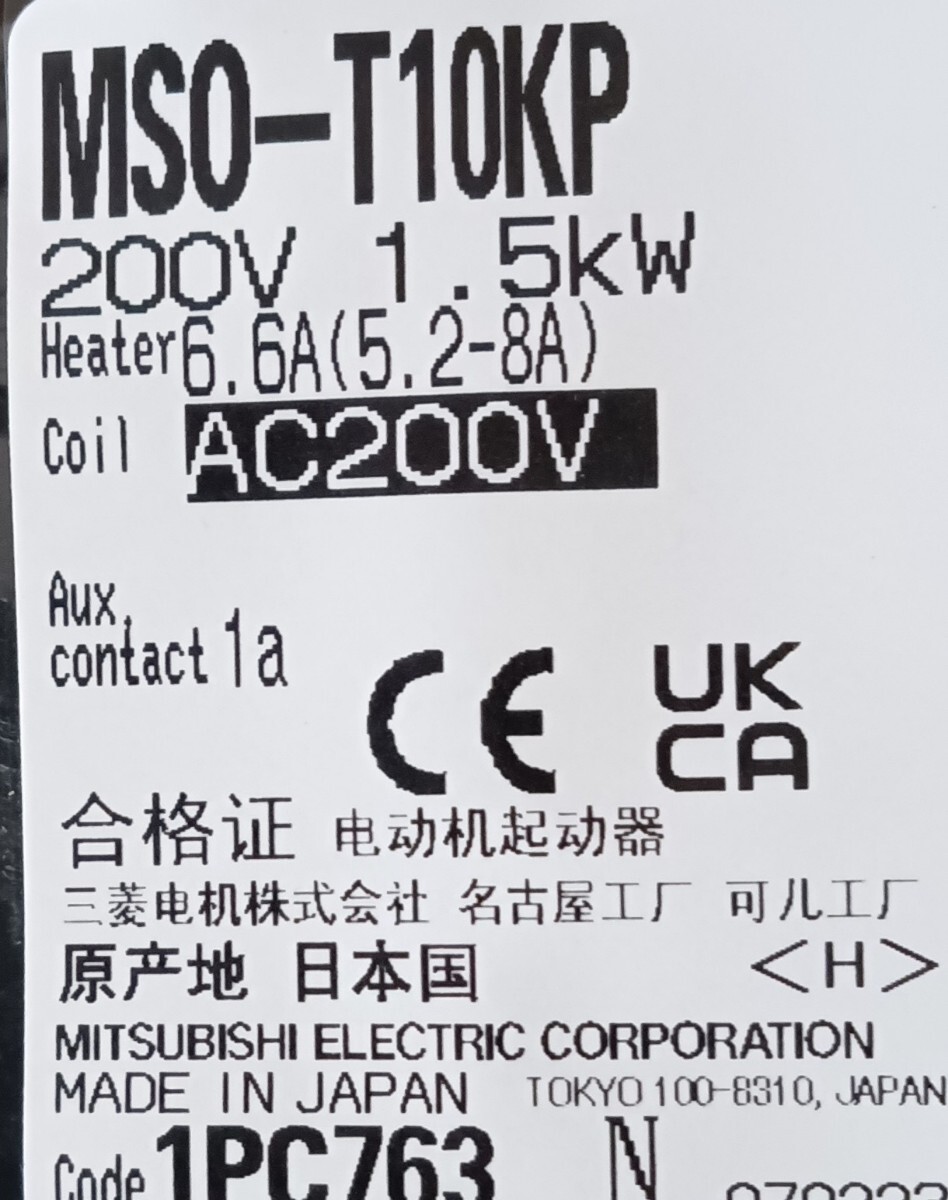 MSO-T10KP
200V 1.5kW
Heater 6.6A(5.2-8A)
Coil AC200V
Aux.
contact 1a
CE UK
CA
合格证 电动机起动器
三菱电机株式会社 名古屋工厂 可儿工厂
原产地 日本国 <H>
MITSUBISHI ELECTRIC CORPORATION
MADE IN JAPAN TOKYO 100-8310, JAPAN
Code 1PC763 N